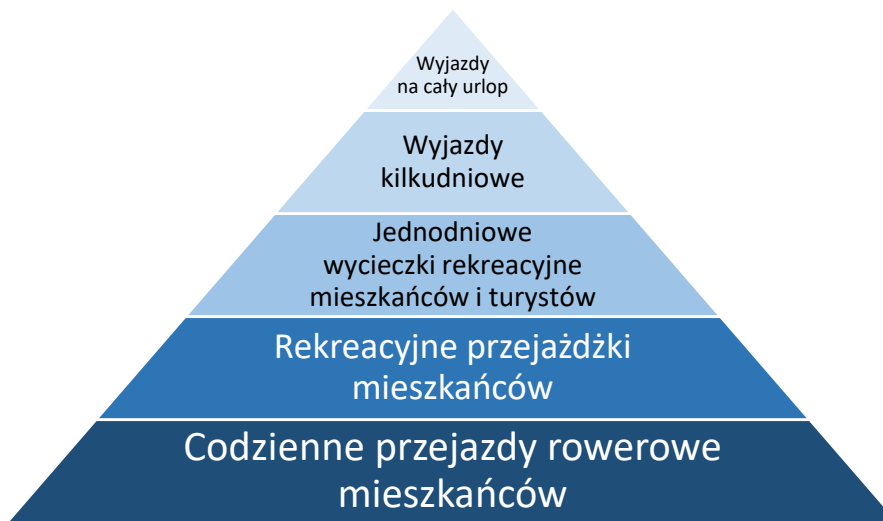 Wyjazdy
na cały urlop
Wyjazdy
kilkudniowe
Jednodniowe
wycieczki rekreacyjne
mieszkańców i turystów
Rekreacyjne przejażdżki
mieszkańców
Codzienne przejazdy rowerowe
mieszkańców